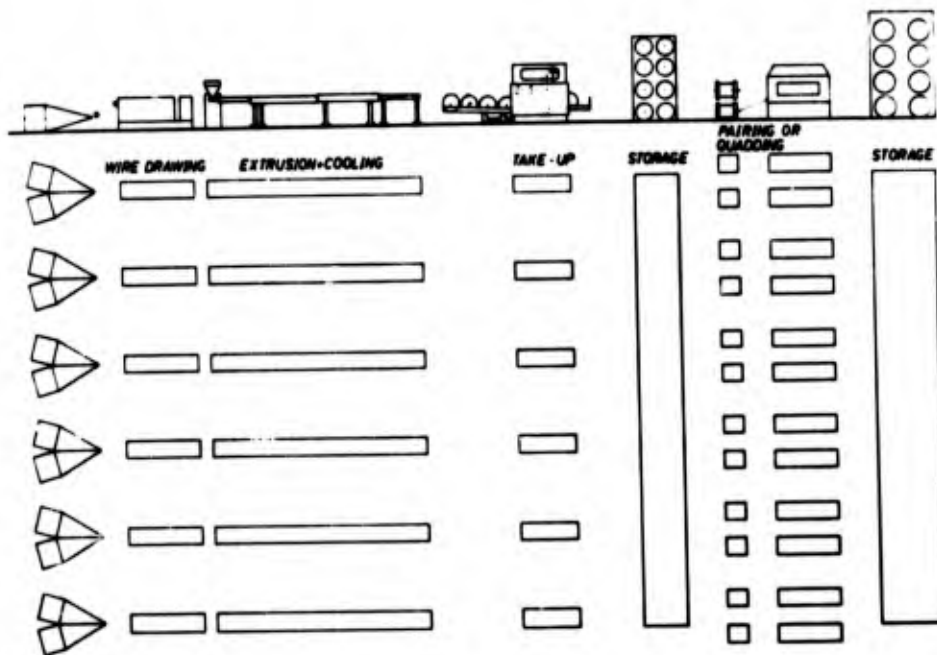 WIRE DRAWING
EXTRUSION+COOLING
TAKE-UP
STORAGE
PAIRING OR
QUADDING
STORAGE